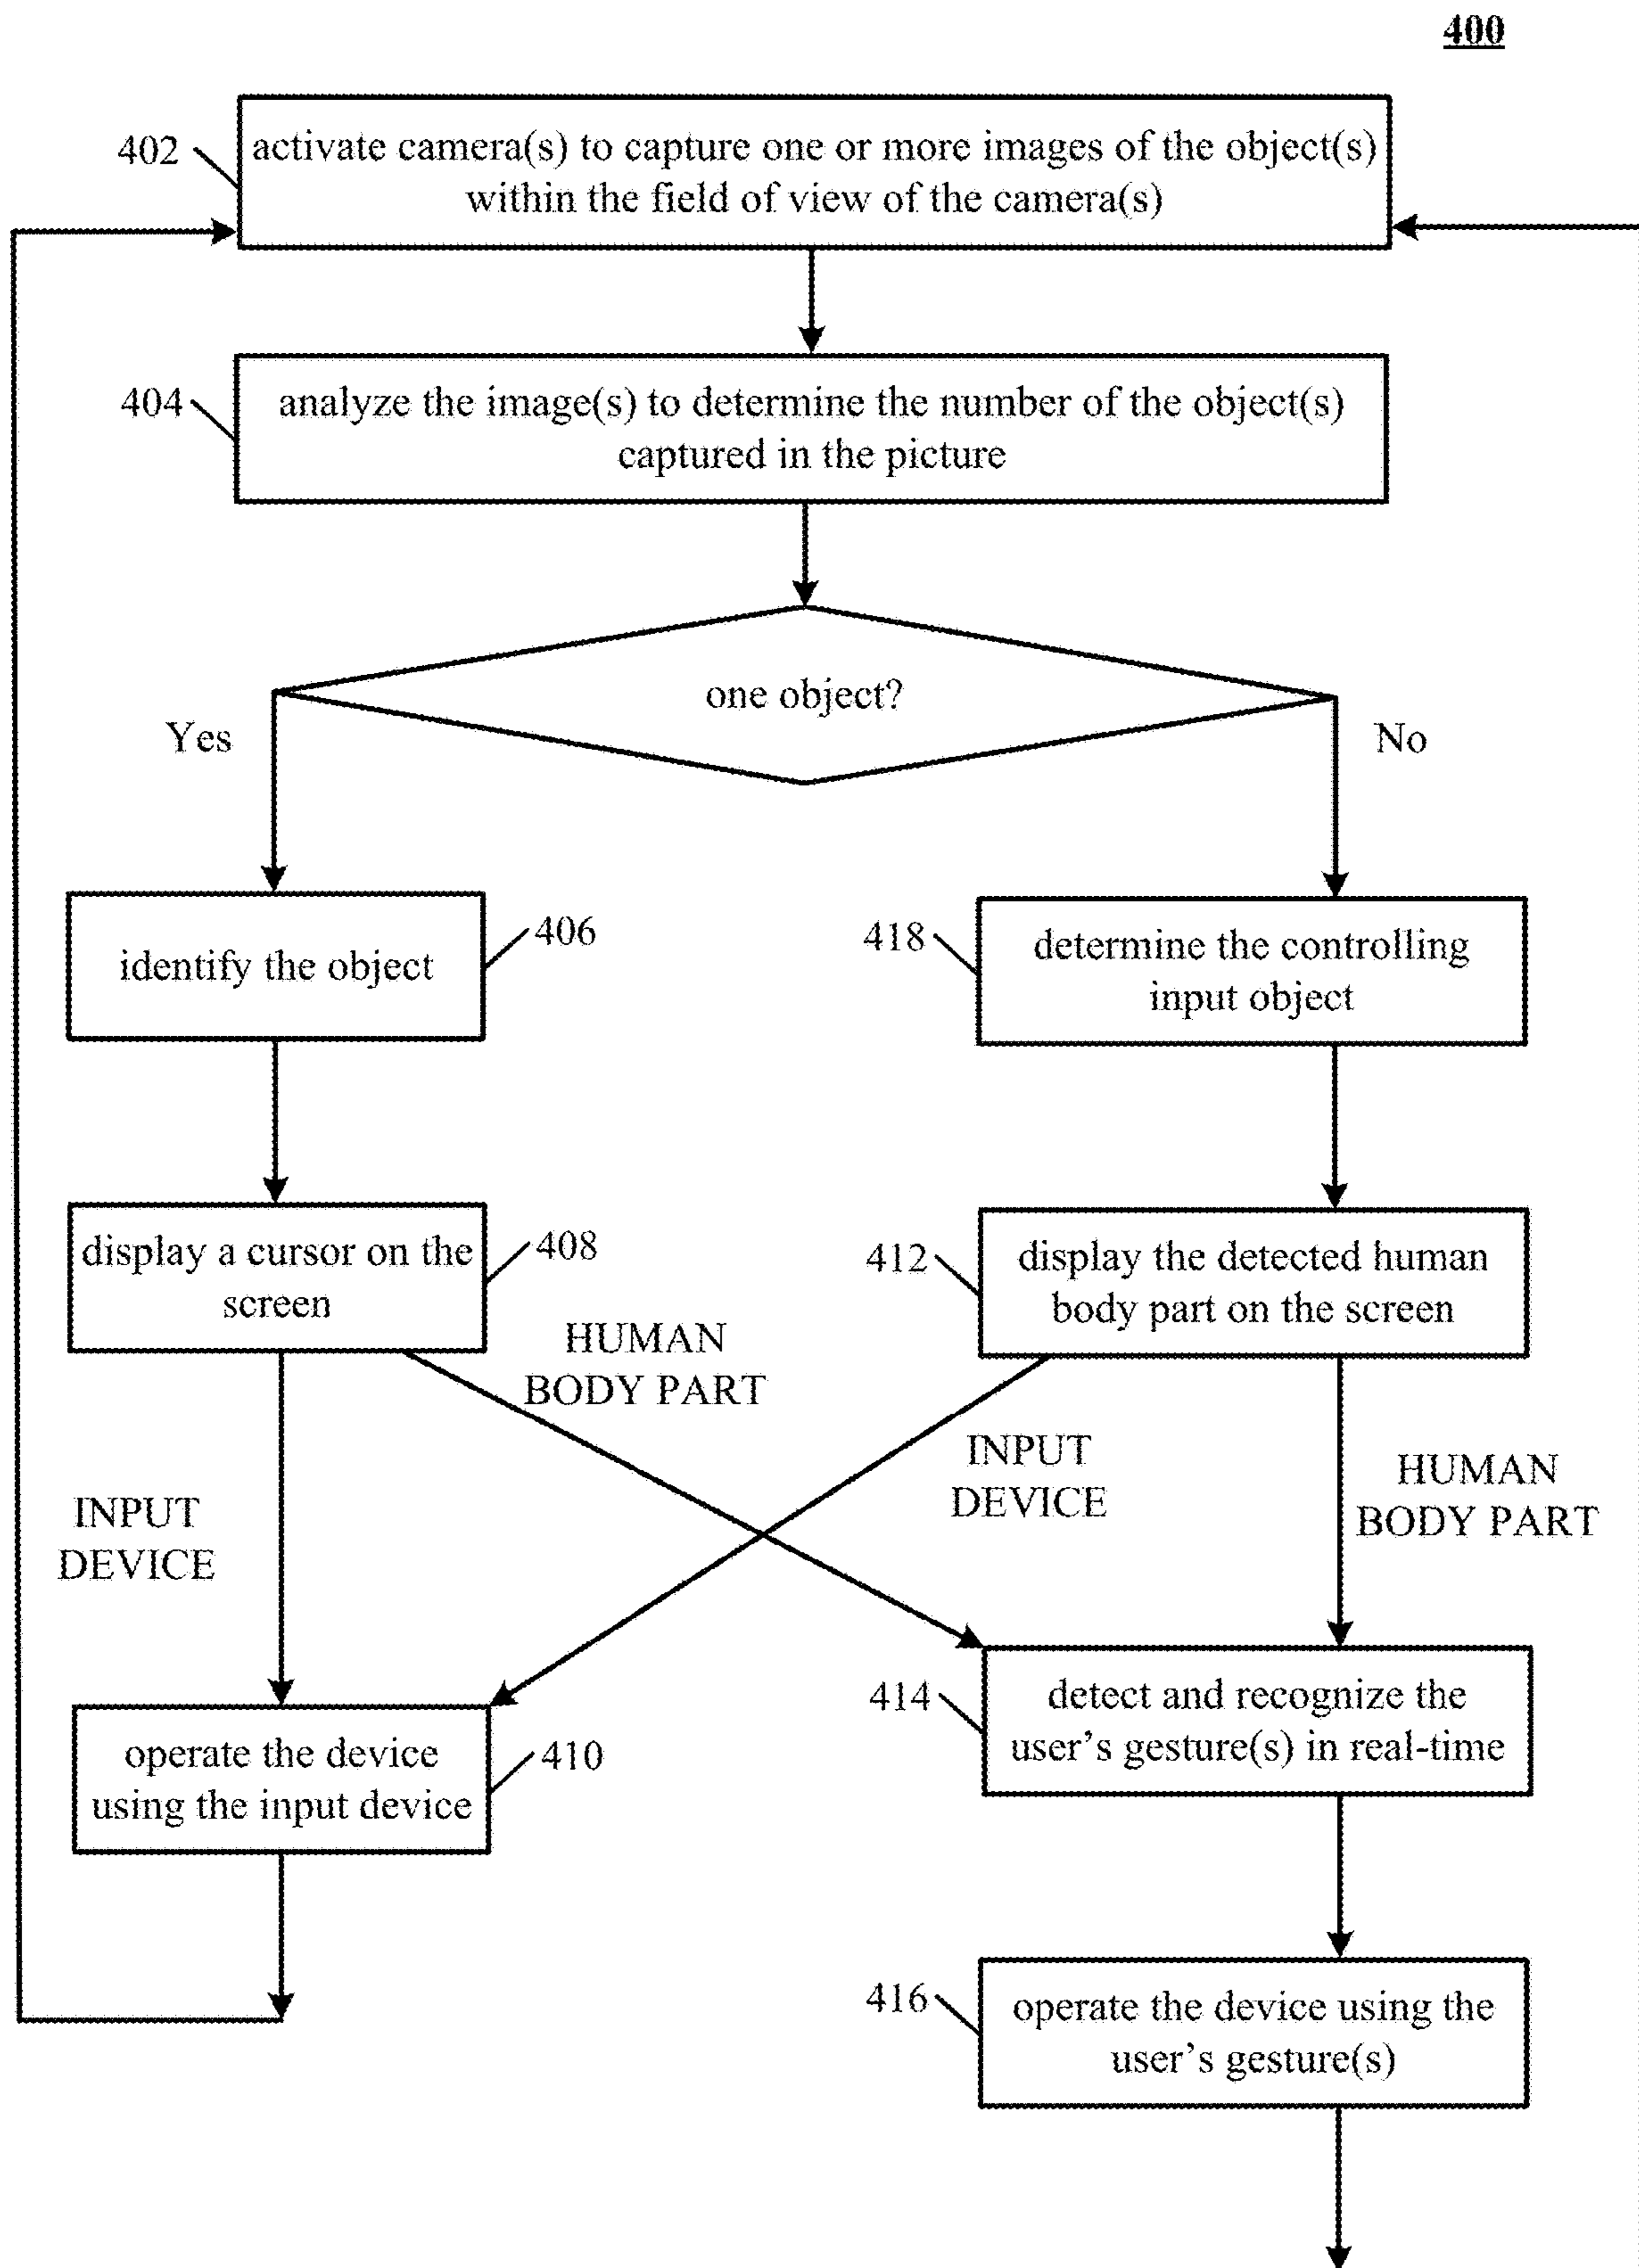 400
402
activate camera(s) to capture one or more images of the object(s)
within the field of view of the camera(s)
404
analyze the image(s) to determine the number of the object(s)
captured in the picture
one object?
Yes
No
identify the object
406
418
determine the controlling
input object
display a cursor on the
screen
408
412
display the detected human
body part on the screen
HUMAN
BODY PART
INPUT
DEVICE
INPUT
DEVICE
HUMAN
BODY PART
operate the device
using the input device
410
414
detect and recognize the
user's gesture(s) in real-time
416
operate the device using the
user's gesture(s)